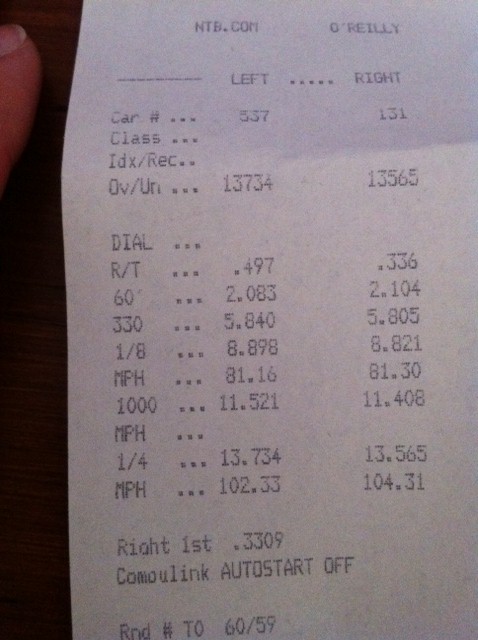 NTB.COM O'REILLY
--------- LEFT ..... RIGHT
Car # ... 537 131
Class ...
Idx/Rec..
Ov/Un ... 13734 13565
DIAL ...
R/T ... .497 .336
60' ... 2.083 2.104
330 ... 5.840 5.805
1/8 ... 8.898 8.821
MPH ... 81.16 81.30
1000 ... 11.521 11.408
MPH ...
1/4 ... 13.734 13.565
MPH ... 102.33 104.31
Right 1st .3309
Compulink AUTOSTART OFF
Rnd # TO 60/59